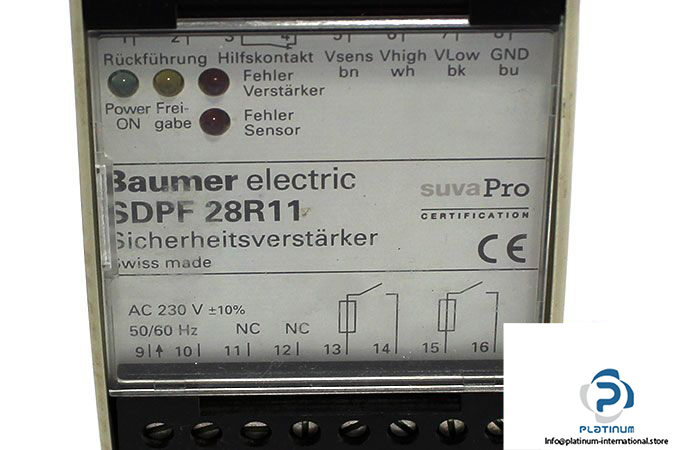 1 2 3 4 5 6 7 8
Rückführung Hilfskontakt Vsens Vhigh VLow GND
bn wh bk bu
Fehler
Verstärker
Power Frei-
ON gabe
Fehler
Sensor
Baumer electric
SDPF 28R11
Sicherheitsverstärker
Swiss made
suvaPro
CERTIFICATION
CE
AC 230 V ±10%
50/60 Hz NC NC
9 10 11 12 13 14 15 16
PLATINUM
Info@platinum-international.store